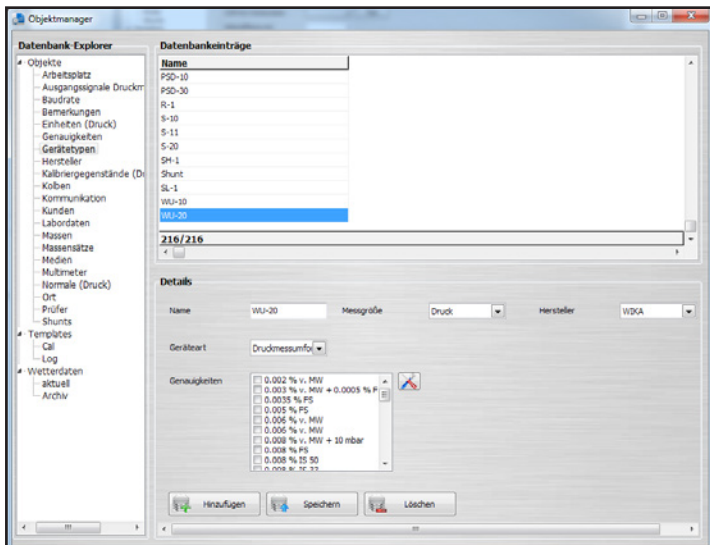 Objektmanager
Datenbank-Explorer
Objekte
Arbeitsplatz
Ausgangssignale Druckm
Baudrate
Bemerkungen
Einheiten (Druck)
Genauigkeiten
Gerätetypen
Hersteller
Kalibriergegenstände (D
Kolben
Kommunikation
Kunden
Labordaten
Massen
Massensätze
Medien
Multimeter
Normale (Druck)
Ort
Prüfer
Shunts
Templates
Cal
Log
Wetterdaten
aktuell
Archiv
Datenbankeinträge
Name
PSD-10
PSD-30
R-1
S-10
S-11
S-20
SH-1
Shunt
SL-1
WU-10
WU-20
216/216
Details
Name WU-20 Messgröße Druck Hersteller WIKA
Geräteart Druckmessumfo
Genauigkeiten
0.002 % v. MW
0.003 % v. MW + 0.0005 % F
0.0035 % FS
0.005 % FS
0.006 % v. MW
0.006 % v. MW
0.008 % v. MW + 10 mbar
0.008 % FS
0.008 % IS 50
0.008 % IS 33
Hinzufügen Speichern Löschen